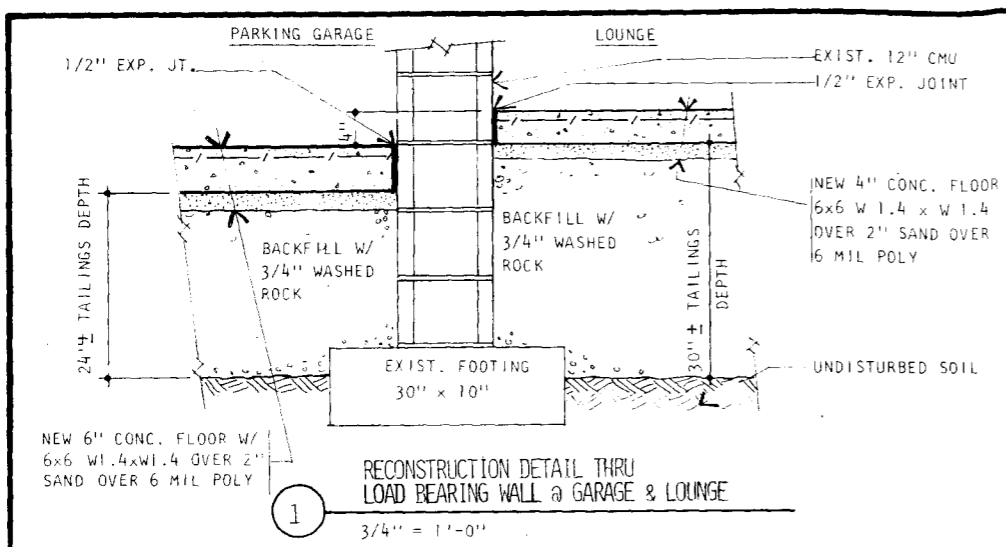 PARKING GARAGE
LOUNGE
1/2" EXP. JT.
EXIST. 12" CMU
1/2" EXP. JOINT
4"
NEW 4" CONC. FLOOR
6x6 W 1.4 x W 1.4
OVER 2" SAND OVER
6 MIL POLY
BACKFILL W/
3/4" WASHED
ROCK
BACKFILL W/
3/4" WASHED
ROCK
24"± TAILINGS DEPTH
30" ± TAILINGS
DEPTH
EXIST. FOOTING
30" x 10"
UNDISTURBED SOIL
NEW 6" CONC. FLOOR W/
6x6 W1.4xW1.4 OVER 2"
SAND OVER 6 MIL POLY
1
RECONSTRUCTION DETAIL THRU
LOAD BEARING WALL @ GARAGE & LOUNGE
3/4" = 1'-0"